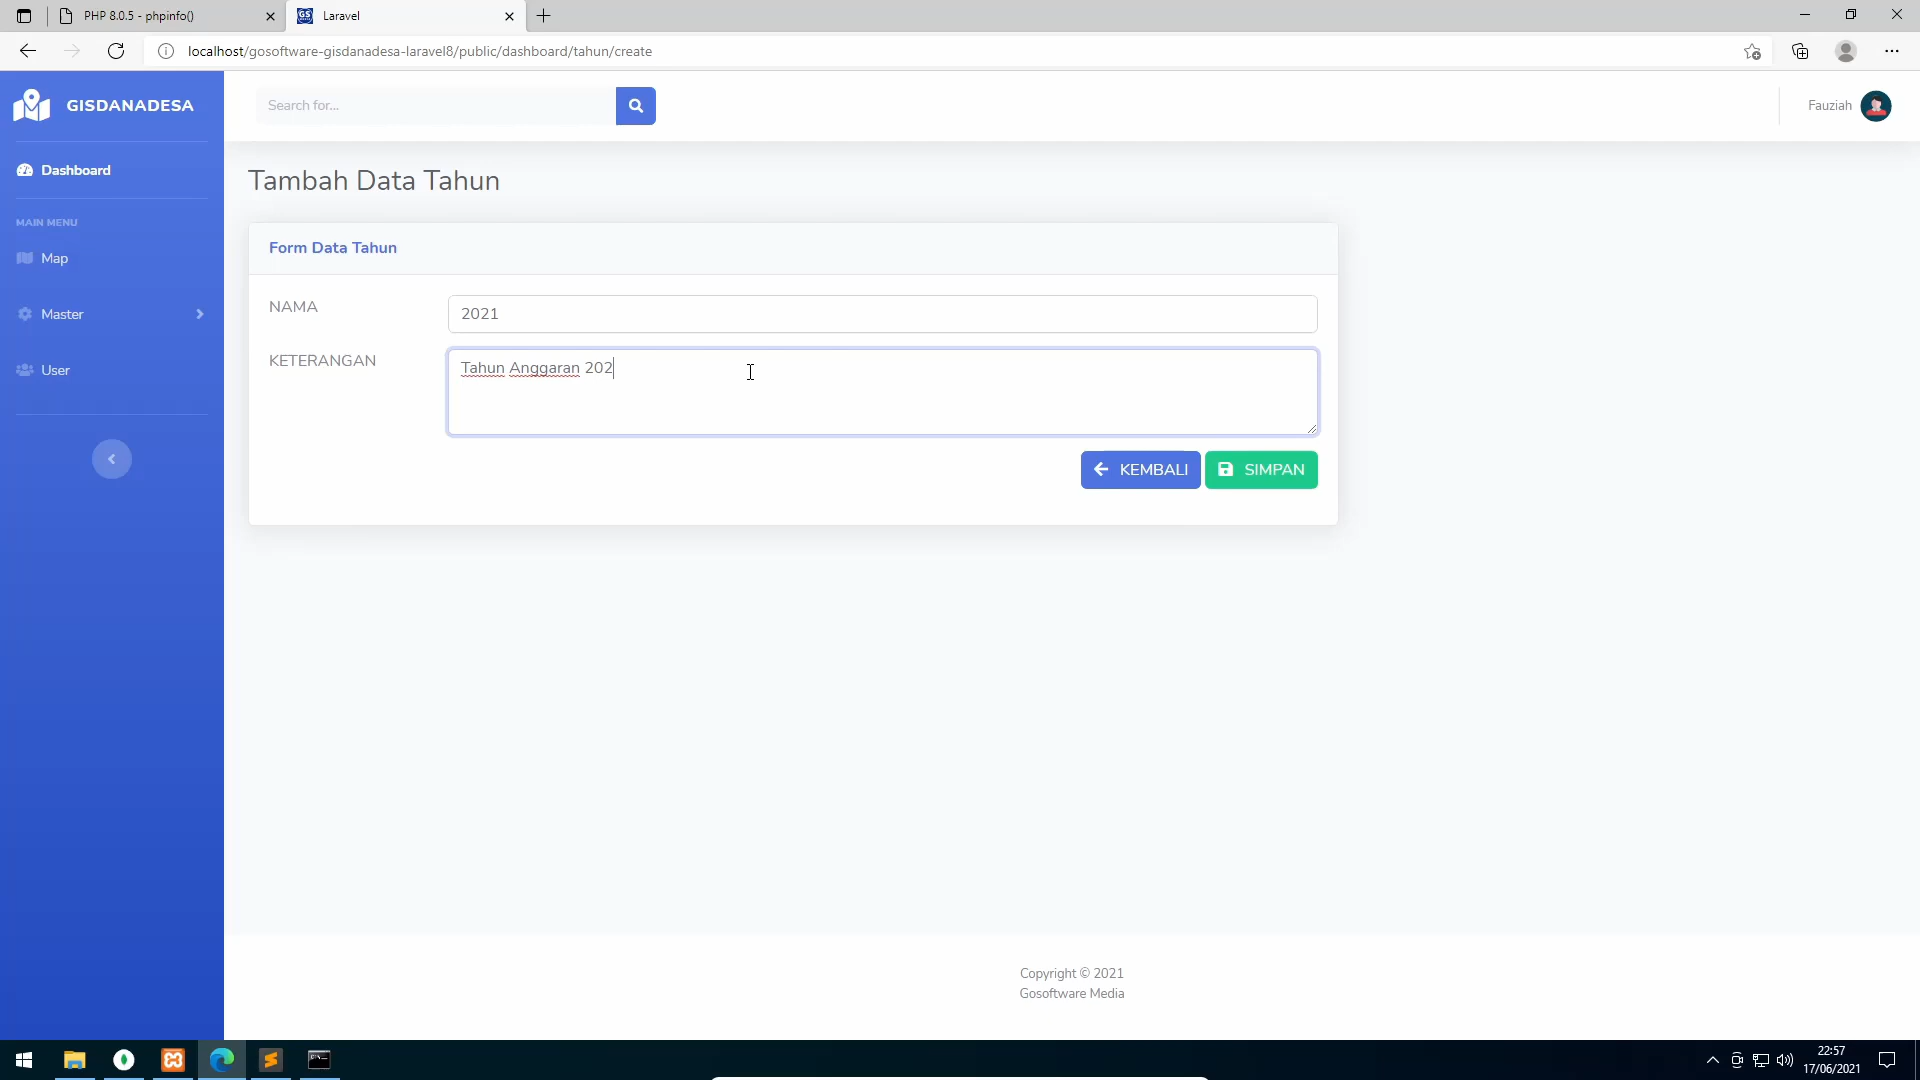 PHP 8.0.5 - phpinfo()
Laravel
localhost/gosoftware-gisdanadesa-laravel8/public/dashboard/tahun/create
GISDANADESA
Search for...
Fauziah
Dashboard
MAIN MENU
Map
Master
User
Tambah Data Tahun
Form Data Tahun
NAMA
2021
KETERANGAN
Tahun Anggaran 202
KEMBALI
SIMPAN
Copyright © 2021
Gosoftware Media
22:57
17/06/2021